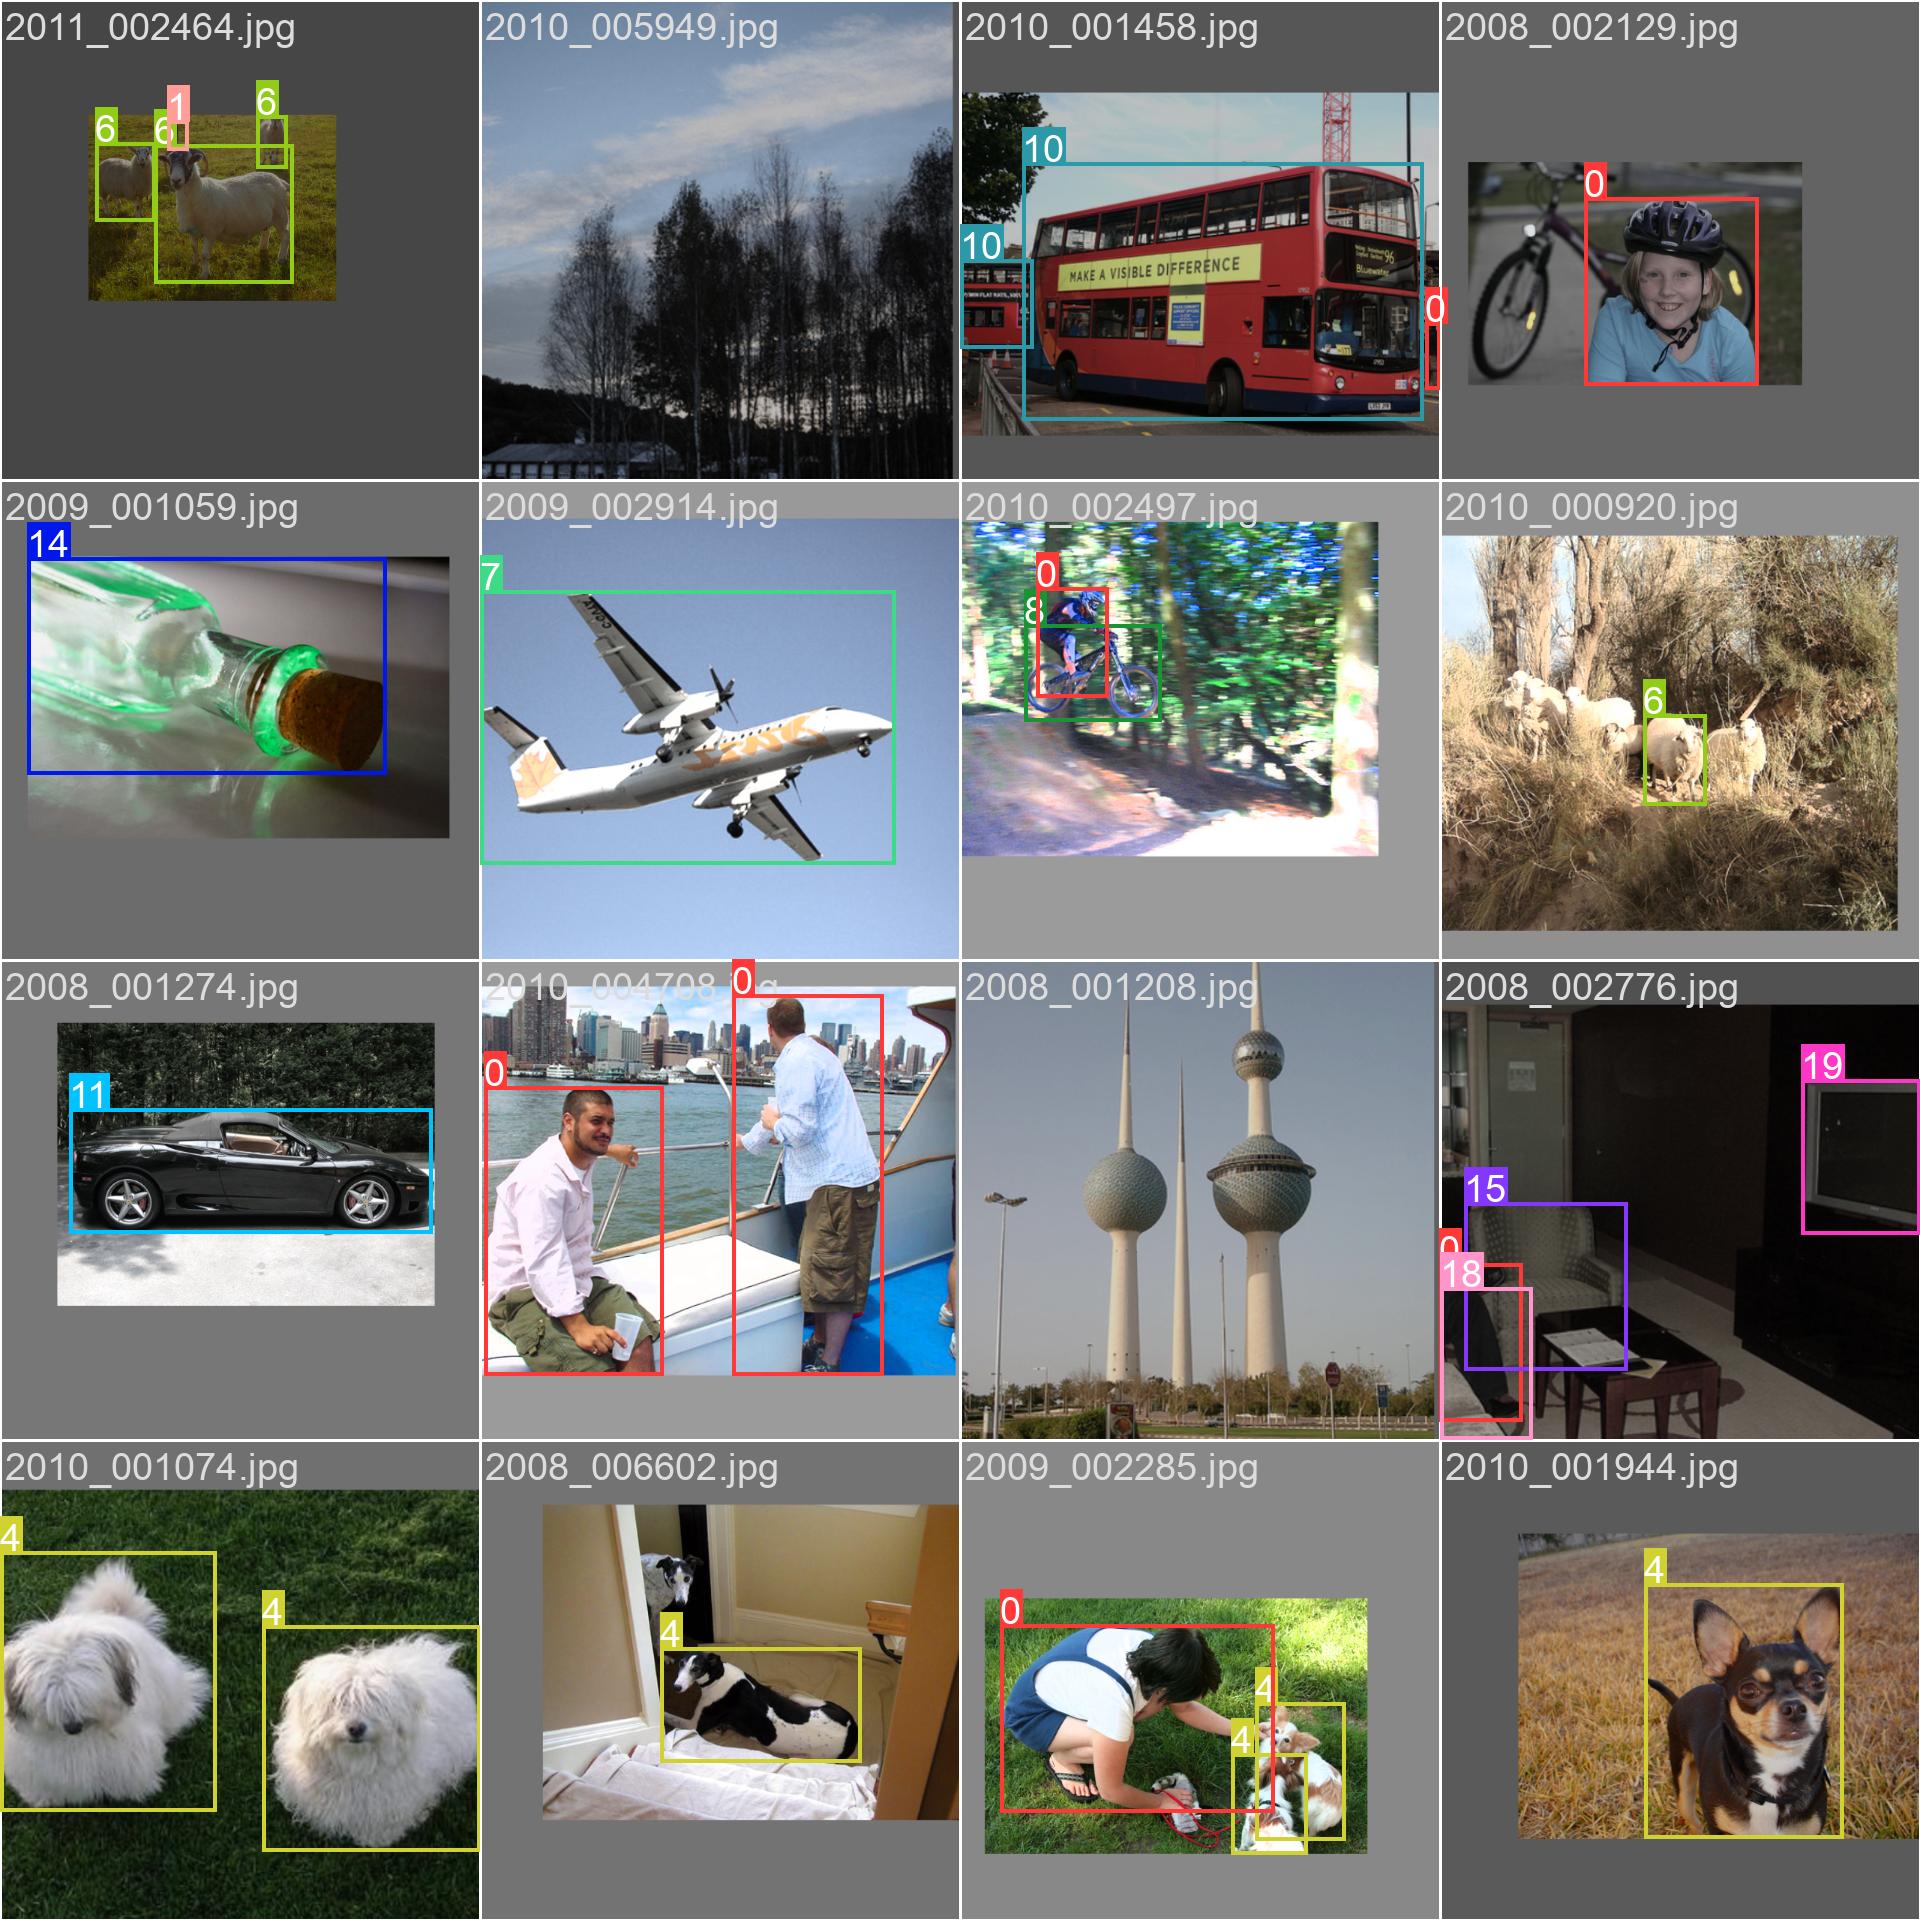 2011_002464.jpg
2010_005949.jpg
2010_001458.jpg
2008_002129.jpg
6
6
1
6
10
10
MAKE A VISIBLE DIFFERENCE
96
Bluewater
0
0
2009_001059.jpg
2009_002914.jpg
2010_002497.jpg
2010_000920.jpg
14
7
0
8
6
2008_001274.jpg
2010_004708.jpg
2008_001208.jpg
2008_002776.jpg
11
0
0
19
15
0
18
2010_001074.jpg
2008_006602.jpg
2009_002285.jpg
2010_001944.jpg
4
4
4
0
4
4
4